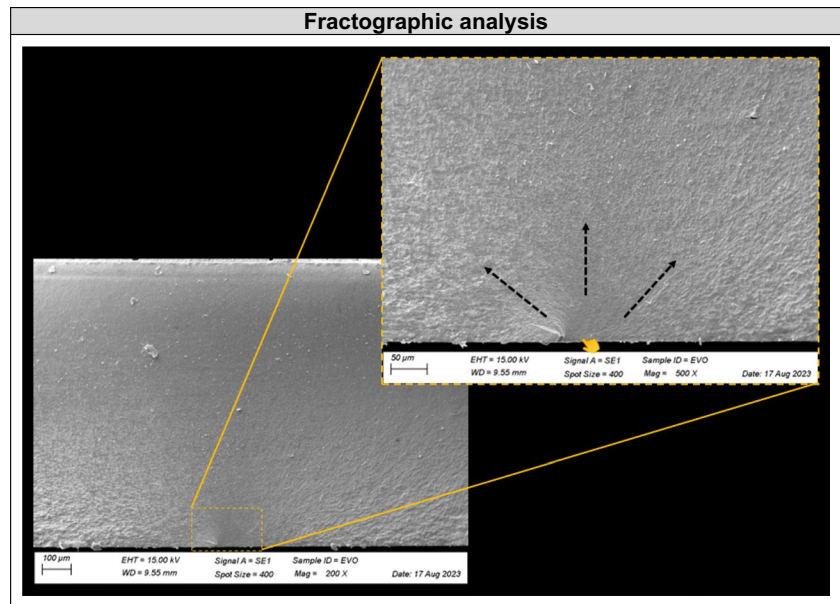 Fractographic analysis
50 µm
EHT = 15.00 kV Signal A = SE1 Sample ID = EVO
WD = 9.55 mm Spot Size = 400 Mag = 500 X Date: 17 Aug 2023
100 µm
EHT = 15.00 kV Signal A = SE1 Sample ID = EVO
WD = 9.55 mm Spot Size = 400 Mag = 200 X Date: 17 Aug 2023